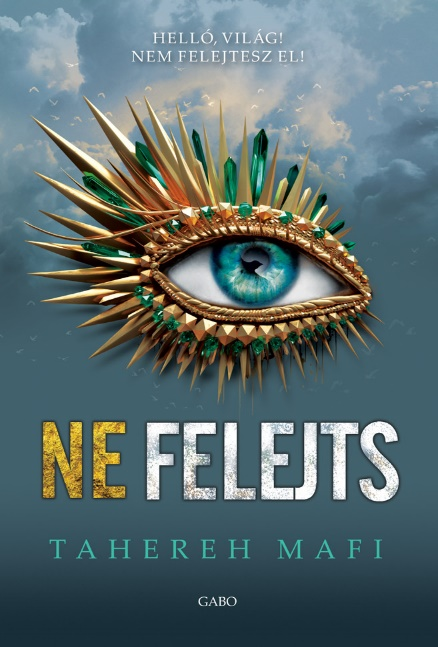 HELLÓ, VILÁG!
NEM FELEJTESZ EL!
NE FELEJTS
TAHEREH MAFI
GABO